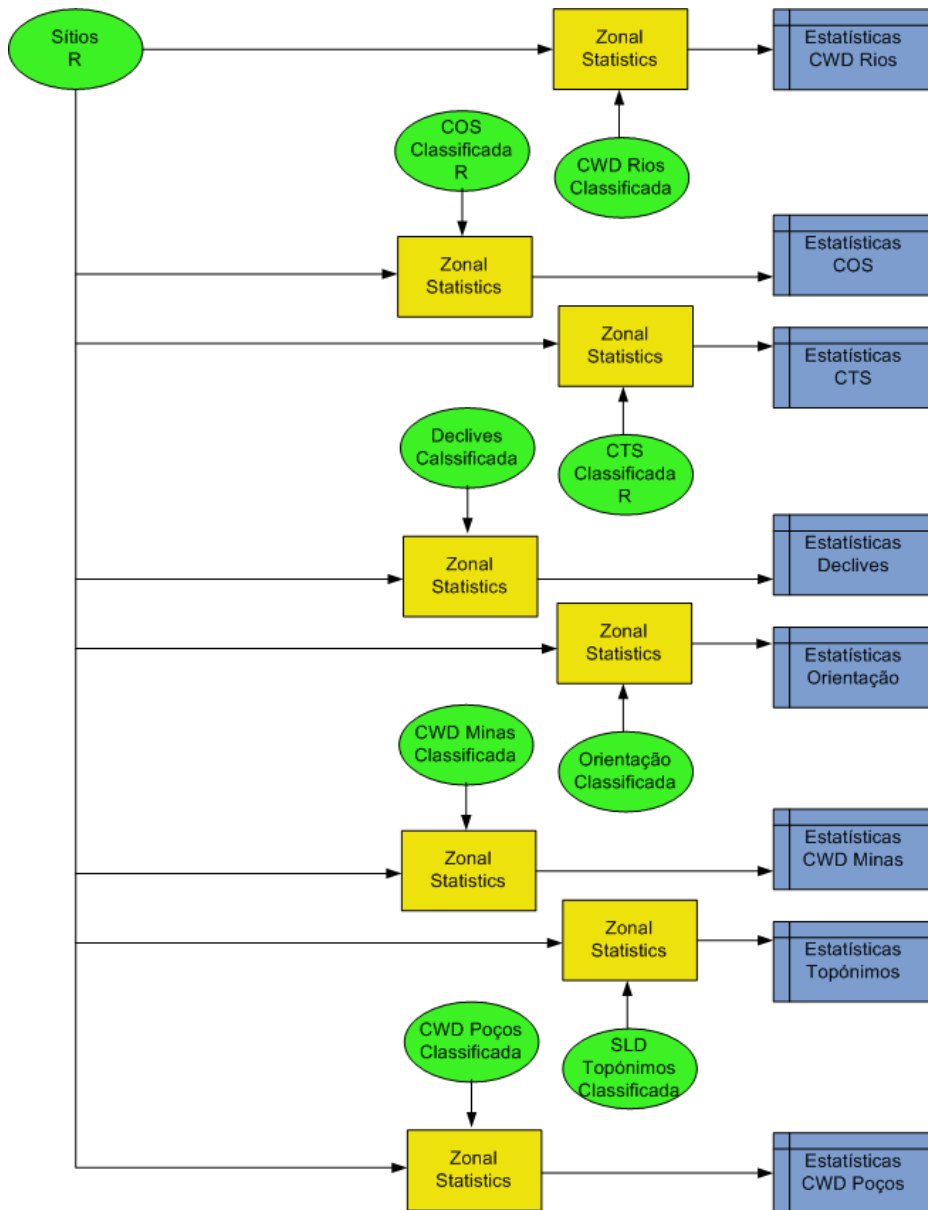 Sítios
R
Zonal
Statistics
Estatísticas
CWD Rios
COS
Classificada
R
CWD Rios
Classificada
Zonal
Statistics
Estatísticas
COS
Zonal
Statistics
Estatísticas
CTS
Declives
Calssificada
CTS
Classificada
R
Zonal
Statistics
Estatísticas
Declives
Zonal
Statistics
Estatísticas
Orientação
CWD Minas
Classificada
Orientação
Classificada
Zonal
Statistics
Estatísticas
CWD Minas
Zonal
Statistics
Estatísticas
Topónimos
CWD Poços
Classificada
SLD
Topónimos
Classificada
Zonal
Statistics
Estatísticas
CWD Poços